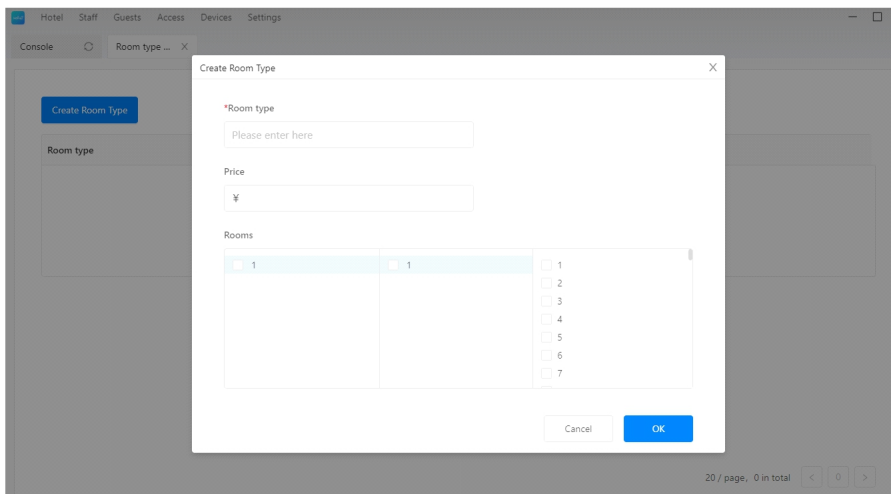 Hotel Staff Guests Access Devices Settings
Console Room type ... X
Create Room Type X
Create Room Type
*Room type
Please enter here
Room type
Price
¥
Rooms
1 1 1
2
3
4
5
6
7
Cancel OK
20 / page, 0 in total < 0 >